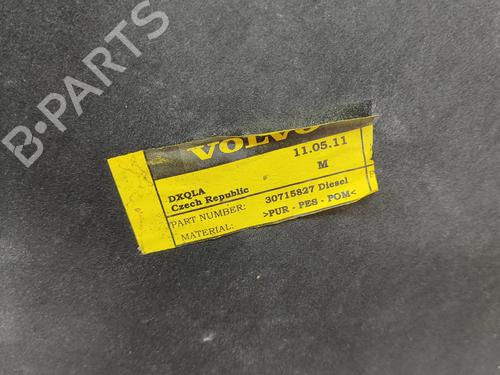 B-PARTS
VOLVO
11.05.11
DXQLA
M
Czech Republic
PART NUMBER: 30715827 Diesel
MATERIAL: >PUR - PES - POM<